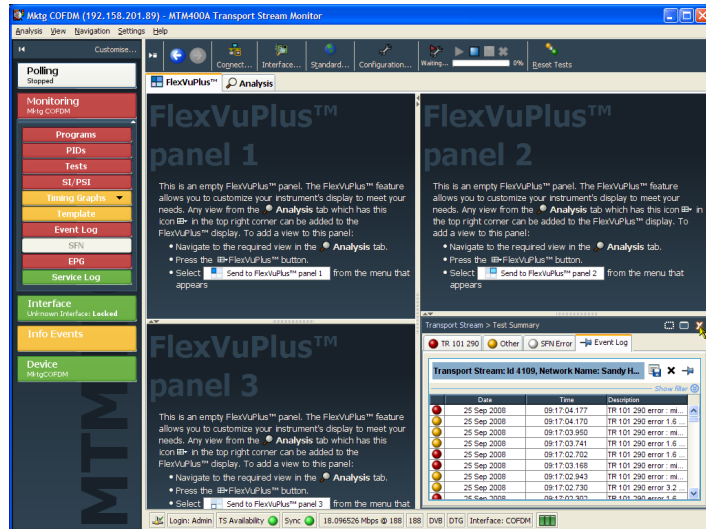 Mktg COFDM (192.158.201.89) - MTM400A Transport Stream Monitor
Analysis View Navigation Settings Help
Customise...
Connect... Interface... Standard... Configuration... Waiting... 0% Reset Tests
Polling
Stopped
Monitoring
Mktg COFDM
Programs
PIDs
Tests
SI/PSI
Timing Graphs
Template
Event Log
SFN
EPG
Service Log
Interface
Unknown Interface: Locked
Info Events
Device
MktgCOFDM
MTM
FlexVuPlus™ Analysis
FlexVuPlus™
panel 1
This is an empty FlexVuPlus™ panel. The FlexVuPlus™ feature
allows you to customize your instrument's display to meet your
needs. Any view from the Analysis tab which has this
icon in the top right corner can be added to the
FlexVuPlus™ display. To add a view to this panel:
• Navigate to the required view in the Analysis tab.
• Press the FlexVuPlus™ button.
• Select Send to FlexVuPlus™ panel 1 from the menu that
appears
FlexVuPlus™
panel 2
This is an empty FlexVuPlus™ panel. The FlexVuPlus™ feature
allows you to customize your instrument's display to meet your
needs. Any view from the Analysis tab which has this icon in
the top right corner can be added to the FlexVuPlus™ display. To
add a view to this panel:
• Navigate to the required view in the Analysis tab.
• Press the FlexVuPlus™ button.
• Select Send to FlexVuPlus™ panel 2 from the menu that
appears
FlexVuPlus™
panel 3
This is an empty FlexVuPlus™ panel. The FlexVuPlus™ feature
allows you to customize your instrument's display to meet your
needs. Any view from the Analysis tab which has this
icon in the top right corner can be added to the
FlexVuPlus™ display. To add a view to this panel:
• Navigate to the required view in the Analysis tab.
• Press the FlexVuPlus™ button.
• Select Send to FlexVuPlus™ panel 3 from the menu that
Transport Stream > Test Summary
TR 101 290 Other SFN Error Event Log
Transport Stream: Id 4109, Network Name: Sandy H...
Show filter
Date Time Description
25 Sep 2008 09:17:04.177 TR 101 290 error : mi...
25 Sep 2008 09:17:04.170 TR 101 290 error 1.6 ...
25 Sep 2008 09:17:03.950 TR 101 290 error : mi...
25 Sep 2008 09:17:03.741 TR 101 290 error 1.6 ...
25 Sep 2008 09:17:02.702 TR 101 290 error 1.6 ...
25 Sep 2008 09:17:03.168 TR 101 290 error : mi...
25 Sep 2008 09:17:02.943 TR 101 290 error : mi...
25 Sep 2008 09:17:02.730 TR 101 290 error 3.2 ...
25 Sep 2008 09:17:02.302 TR 101 290 error 1.6
Login: Admin TS Availability Sync 18.096526 Mbps @ 188 188 DVB DTG Interface: COFDM